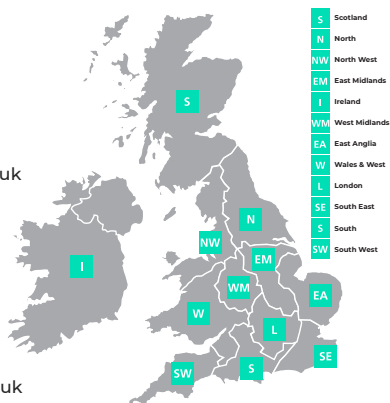 S Scotland
N North
NW North West
EM East Midlands
I Ireland
WM West Midlands
EA East Anglia
W Wales & West
L London
SE South East
S South
SW South West
S
uk
N
NW
EM
I
WM
EA
W
L
SE
S
SW
uk